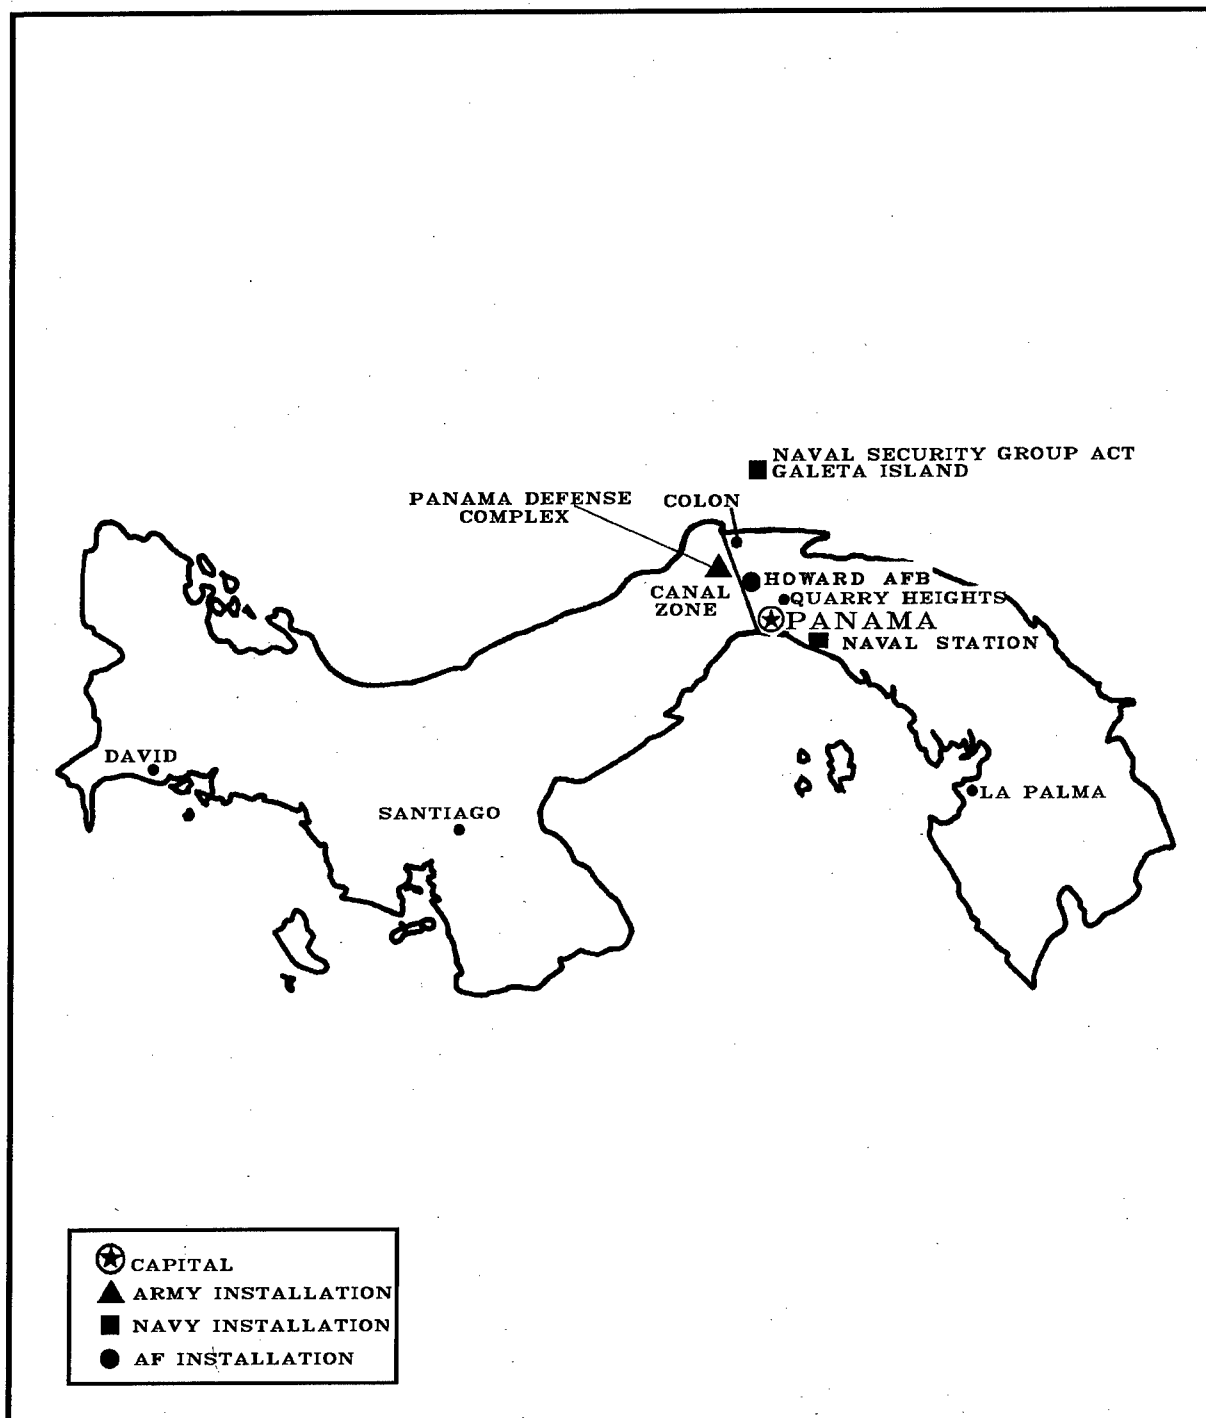 NAVAL SECURITY GROUP ACT
GALETA ISLAND
PANAMA DEFENSE
COMPLEX
COLON
CANAL
ZONE
HOWARD AFB
QUARRY HEIGHTS
PANAMA
NAVAL STATION
DAVID
SANTIAGO
LA PALMA
CAPITAL
ARMY INSTALLATION
NAVY INSTALLATION
AF INSTALLATION